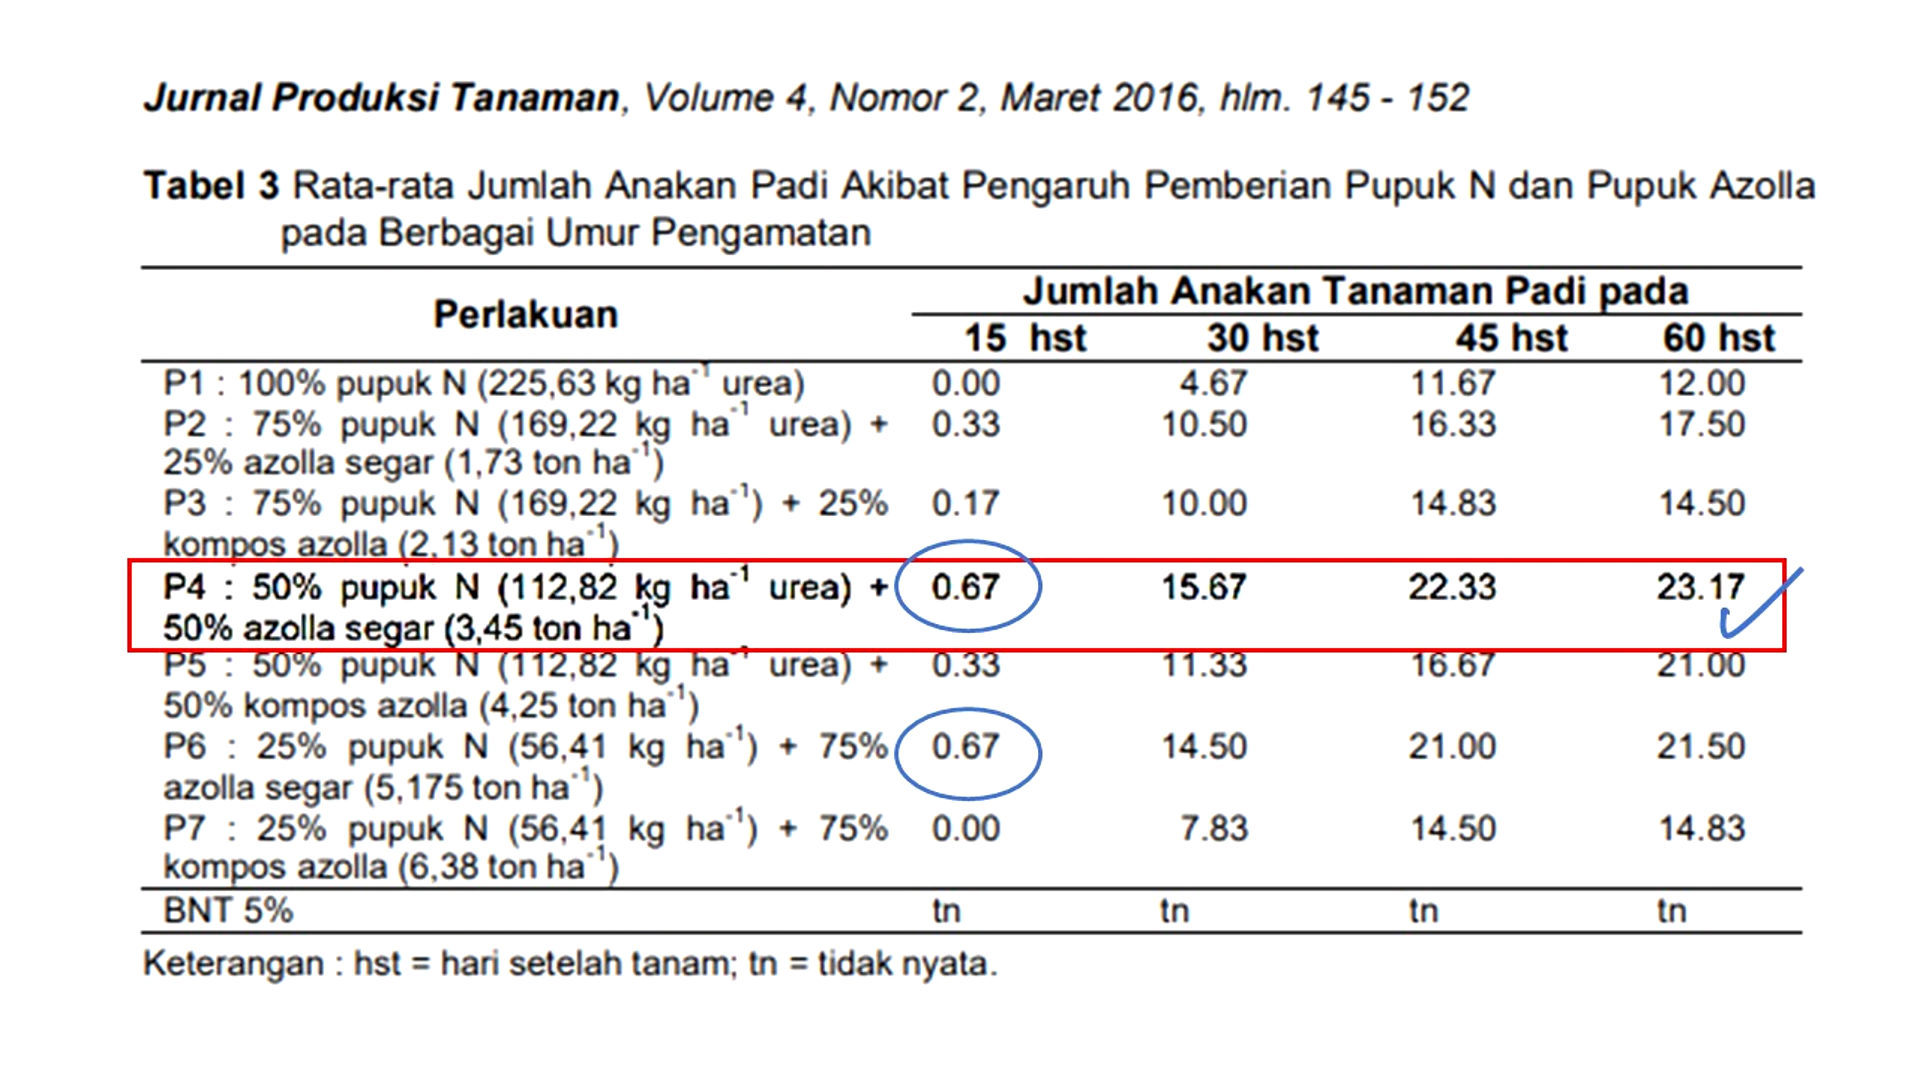 Jurnal Produksi Tanaman, Volume 4, Nomor 2, Maret 2016, hlm. 145 - 152
Tabel 3 Rata-rata Jumlah Anakan Padi Akibat Pengaruh Pemberian Pupuk N dan Pupuk Azolla
pada Berbagai Umur Pengamatan
Perlakuan
Jumlah Anakan Tanaman Padi pada
15 hst 30 hst 45 hst 60 hst
P1 : 100% pupuk N (225,63 kg ha⁻¹ urea) 0.00 4.67 11.67 12.00
P2 : 75% pupuk N (169,22 kg ha⁻¹ urea) + 0.33 10.50 16.33 17.50
25% azolla segar (1,73 ton ha⁻¹)
P3 : 75% pupuk N (169,22 kg ha⁻¹) + 25% 0.17 10.00 14.83 14.50
kompos azolla (2,13 ton ha⁻¹)
P4 : 50% pupuk N (112,82 kg ha⁻¹ urea) + 0.67 15.67 22.33 23.17
50% azolla segar (3,45 ton ha⁻¹)
P5 : 50% pupuk N (112,82 kg ha⁻¹ urea) + 0.33 11.33 16.67 21.00
50% kompos azolla (4,25 ton ha⁻¹)
P6 : 25% pupuk N (56,41 kg ha⁻¹) + 75% 0.67 14.50 21.00 21.50
azolla segar (5,175 ton ha⁻¹)
P7 : 25% pupuk N (56,41 kg ha⁻¹) + 75% 0.00 7.83 14.50 14.83
kompos azolla (6,38 ton ha⁻¹)
BNT 5% tn tn tn tn
Keterangan : hst = hari setelah tanam; tn = tidak nyata.